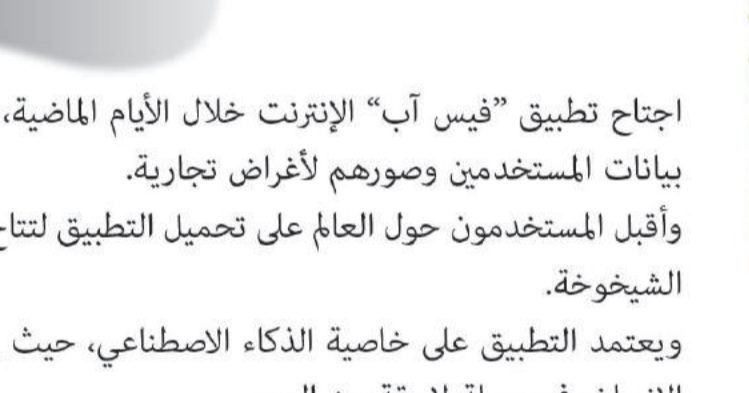 اجتاح تطبيق ”فيس آب“ الإنترنت خلال الأيام الماضية،
بيانات المستخدمين وصورهم لأغراض تجارية.
وأقبل المستخدمون حول العالم على تحميل التطبيق
الشيخوخة.
ويعتمد التطبيق على خاصية الذكاء الاصطناعي، حيث